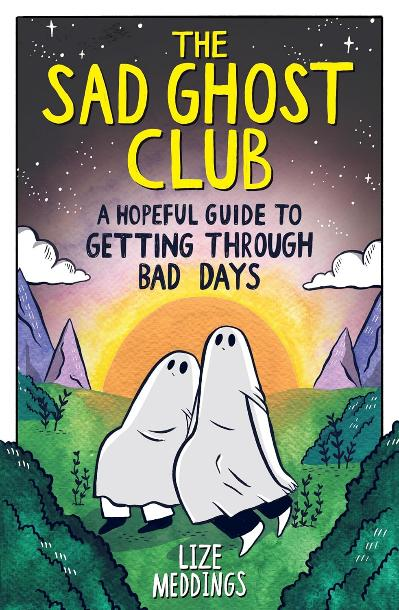 THE
SAD GHOST
CLUB
A HOPEFUL GUIDE TO
GETTING THROUGH
BAD DAYS
LIZE
MEDDINGS